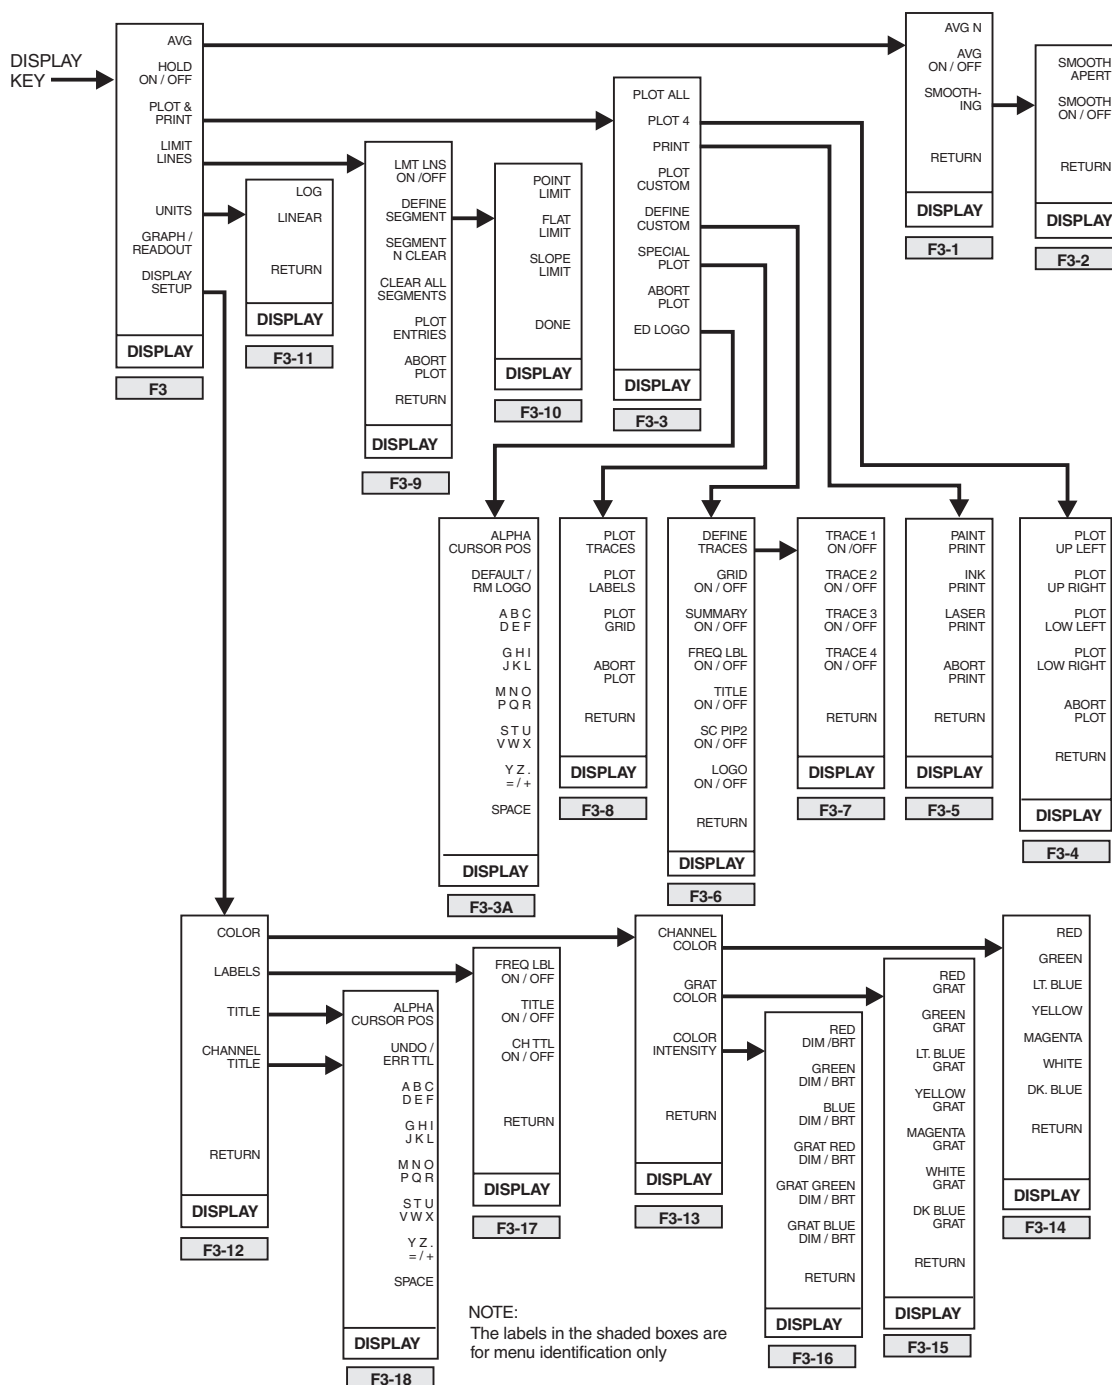 DISPLAY
KEY
AVG
HOLD
ON / OFF
PLOT &
PRINT
LIMIT
LINES
UNITS
GRAPH /
READOUT
DISPLAY
SETUP
DISPLAY
F3
LOG
LINEAR
RETURN
DISPLAY
F3-11
LMT LNS
ON /OFF
DEFINE
SEGMENT
SEGMENT
N CLEAR
CLEAR ALL
SEGMENTS
PLOT
ENTRIES
ABORT
PLOT
RETURN
DISPLAY
F3-9
POINT
LIMIT
FLAT
LIMIT
SLOPE
LIMIT
DONE
DISPLAY
F3-10
PLOT ALL
PLOT 4
PRINT
PLOT
CUSTOM
DEFINE
CUSTOM
SPECIAL
PLOT
ABORT
PLOT
ED LOGO
DISPLAY
F3-3
AVG N
AVG
ON / OFF
SMOOTH-
ING
RETURN
DISPLAY
F3-1
SMOOTH
APERT
SMOOTH
ON / OFF
RETURN
DISPLAY
F3-2
ALPHA
CURSOR POS
DEFAULT /
RM LOGO
A B C
D E F
G H I
J K L
M N O
P Q R
S T U
V W X
Y Z .
= / +
SPACE
DISPLAY
F3-3A
PLOT
TRACES
PLOT
LABELS
PLOT
GRID
ABORT
PLOT
RETURN
DISPLAY
F3-8
DEFINE
TRACES
GRID
ON / OFF
SUMMARY
ON / OFF
FREQ LBL
ON / OFF
TITLE
ON / OFF
SC PIP2
ON / OFF
LOGO
ON / OFF
RETURN
DISPLAY
F3-6
TRACE 1
ON /OFF
TRACE 2
ON / OFF
TRACE 3
ON / OFF
TRACE 4
ON / OFF
RETURN
DISPLAY
F3-7
PAINT
PRINT
INK
PRINT
LASER
PRINT
ABORT
PRINT
RETURN
DISPLAY
F3-5
PLOT
UP LEFT
PLOT
UP RIGHT
PLOT
LOW LEFT
PLOT
LOW RIGHT
ABORT
PLOT
RETURN
DISPLAY
F3-4
COLOR
LABELS
TITLE
CHANNEL
TITLE
RETURN
DISPLAY
F3-12
ALPHA
CURSOR POS
UNDO /
ERR TTL
A B C
D E F
G H I
J K L
M N O
P Q R
S T U
V W X
Y Z .
= / +
SPACE
DISPLAY
F3-18
FREQ LBL
ON / OFF
TITLE
ON / OFF
CH TTL
ON / OFF
RETURN
DISPLAY
F3-17
CHANNEL
COLOR
GRAT
COLOR
COLOR
INTENSITY
RETURN
DISPLAY
F3-13
RED
DIM /BRT
GREEN
DIM / BRT
BLUE
DIM / BRT
GRAT RED
DIM / BRT
GRAT GREEN
DIM / BRT
GRAT BLUE
DIM / BRT
RETURN
DISPLAY
F3-16
RED
GRAT
GREEN
GRAT
LT. BLUE
GRAT
YELLOW
GRAT
MAGENTA
GRAT
WHITE
GRAT
DK BLUE
GRAT
RETURN
DISPLAY
F3-15
RED
GREEN
LT. BLUE
YELLOW
MAGENTA
WHITE
DK. BLUE
RETURN
DISPLAY
F3-14
NOTE:
The labels in the shaded boxes are
for menu identification only